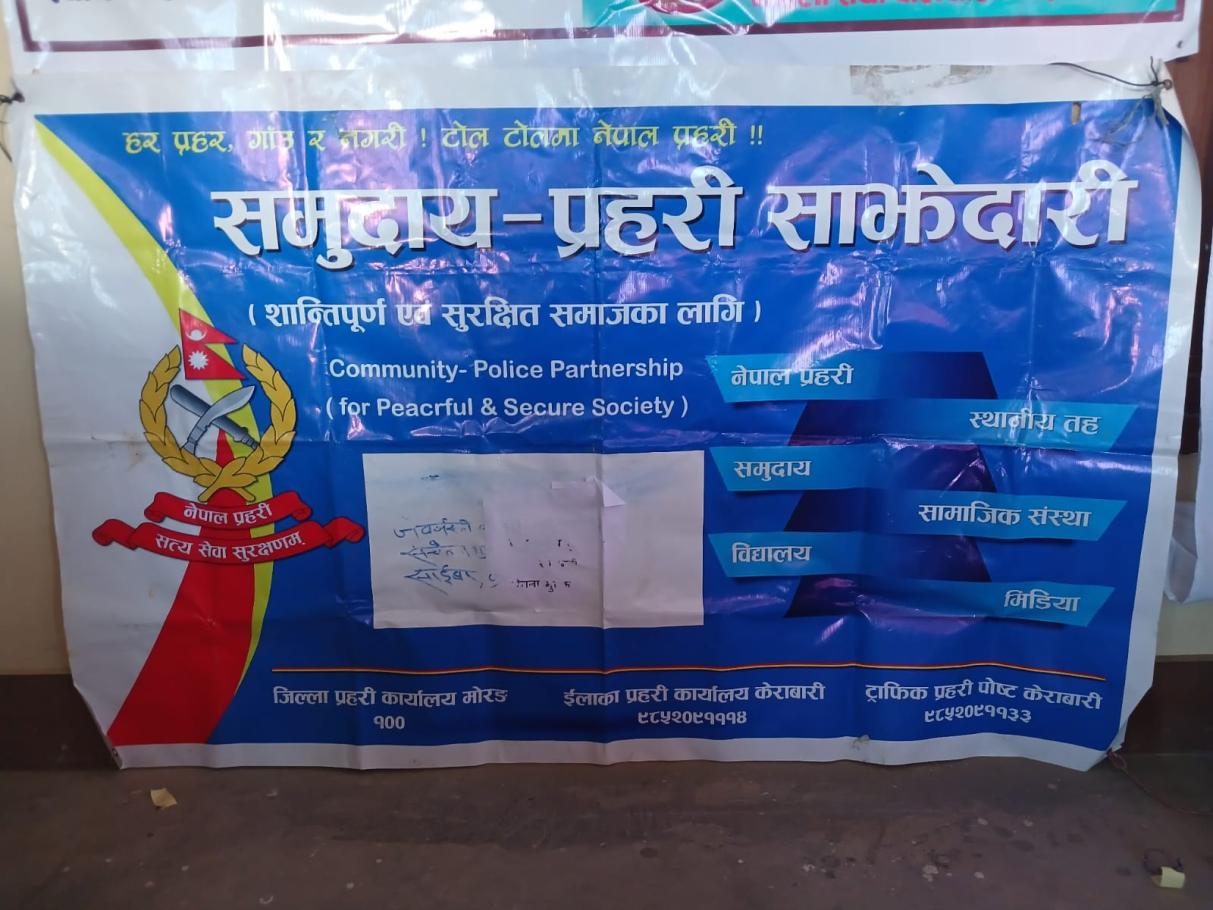 हर प्रहर, गाँउ र नगरी ! टोल टोलमा नेपाल प्रहरी !!
समुदाय-प्रहरी साझेदारी
( शान्तिपूर्ण एवं सुरक्षित समाजका लागि )
Community- Police Partnership
( for Peacrful & Secure Society )
नेपाल प्रहरी
स्थानीय तह
समुदाय
सामाजिक संस्था
विद्यालय
मिडिया
नेपाल प्रहरी
सत्य सेवा सुरक्षणम्
जिल्ला प्रहरी कार्यालय मोरङ
१००
ईलाका प्रहरी कार्यालय केराबारी
९८५२०९१११४
ट्राफिक प्रहरी पोष्ट केराबारी
९८५२०९११३३